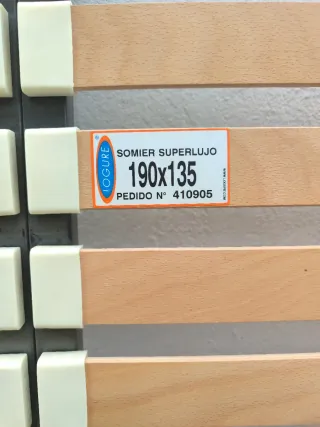 IOGURE
SOMIER SUPERLUJO
190x135
PEDIDO Nº 410905